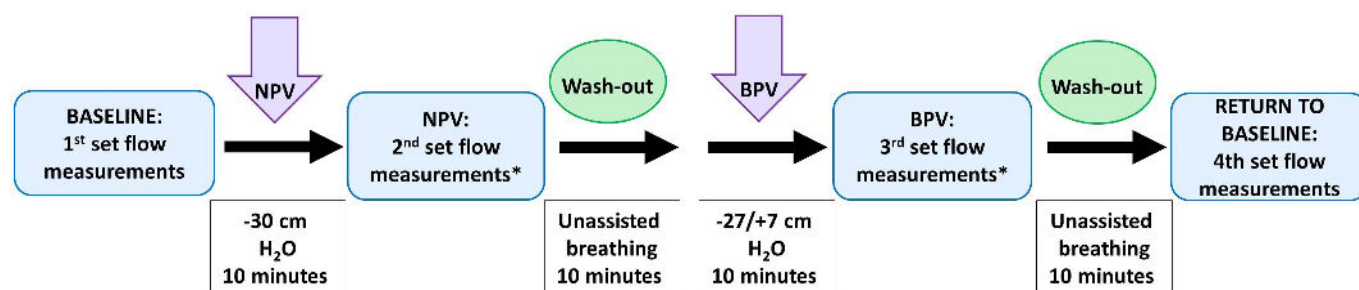 NPV
Wash-out
BPV
Wash-out
BASELINE:
1st set flow
measurements
NPV:
2nd set flow
measurements*
BPV:
3rd set flow
measurements*
RETURN TO
BASELINE:
4th set flow
measurements
-30 cm
H₂O
10 minutes
Unassisted
breathing
10 minutes
-27/+7 cm
H₂O
10 minutes
Unassisted
breathing
10 minutes